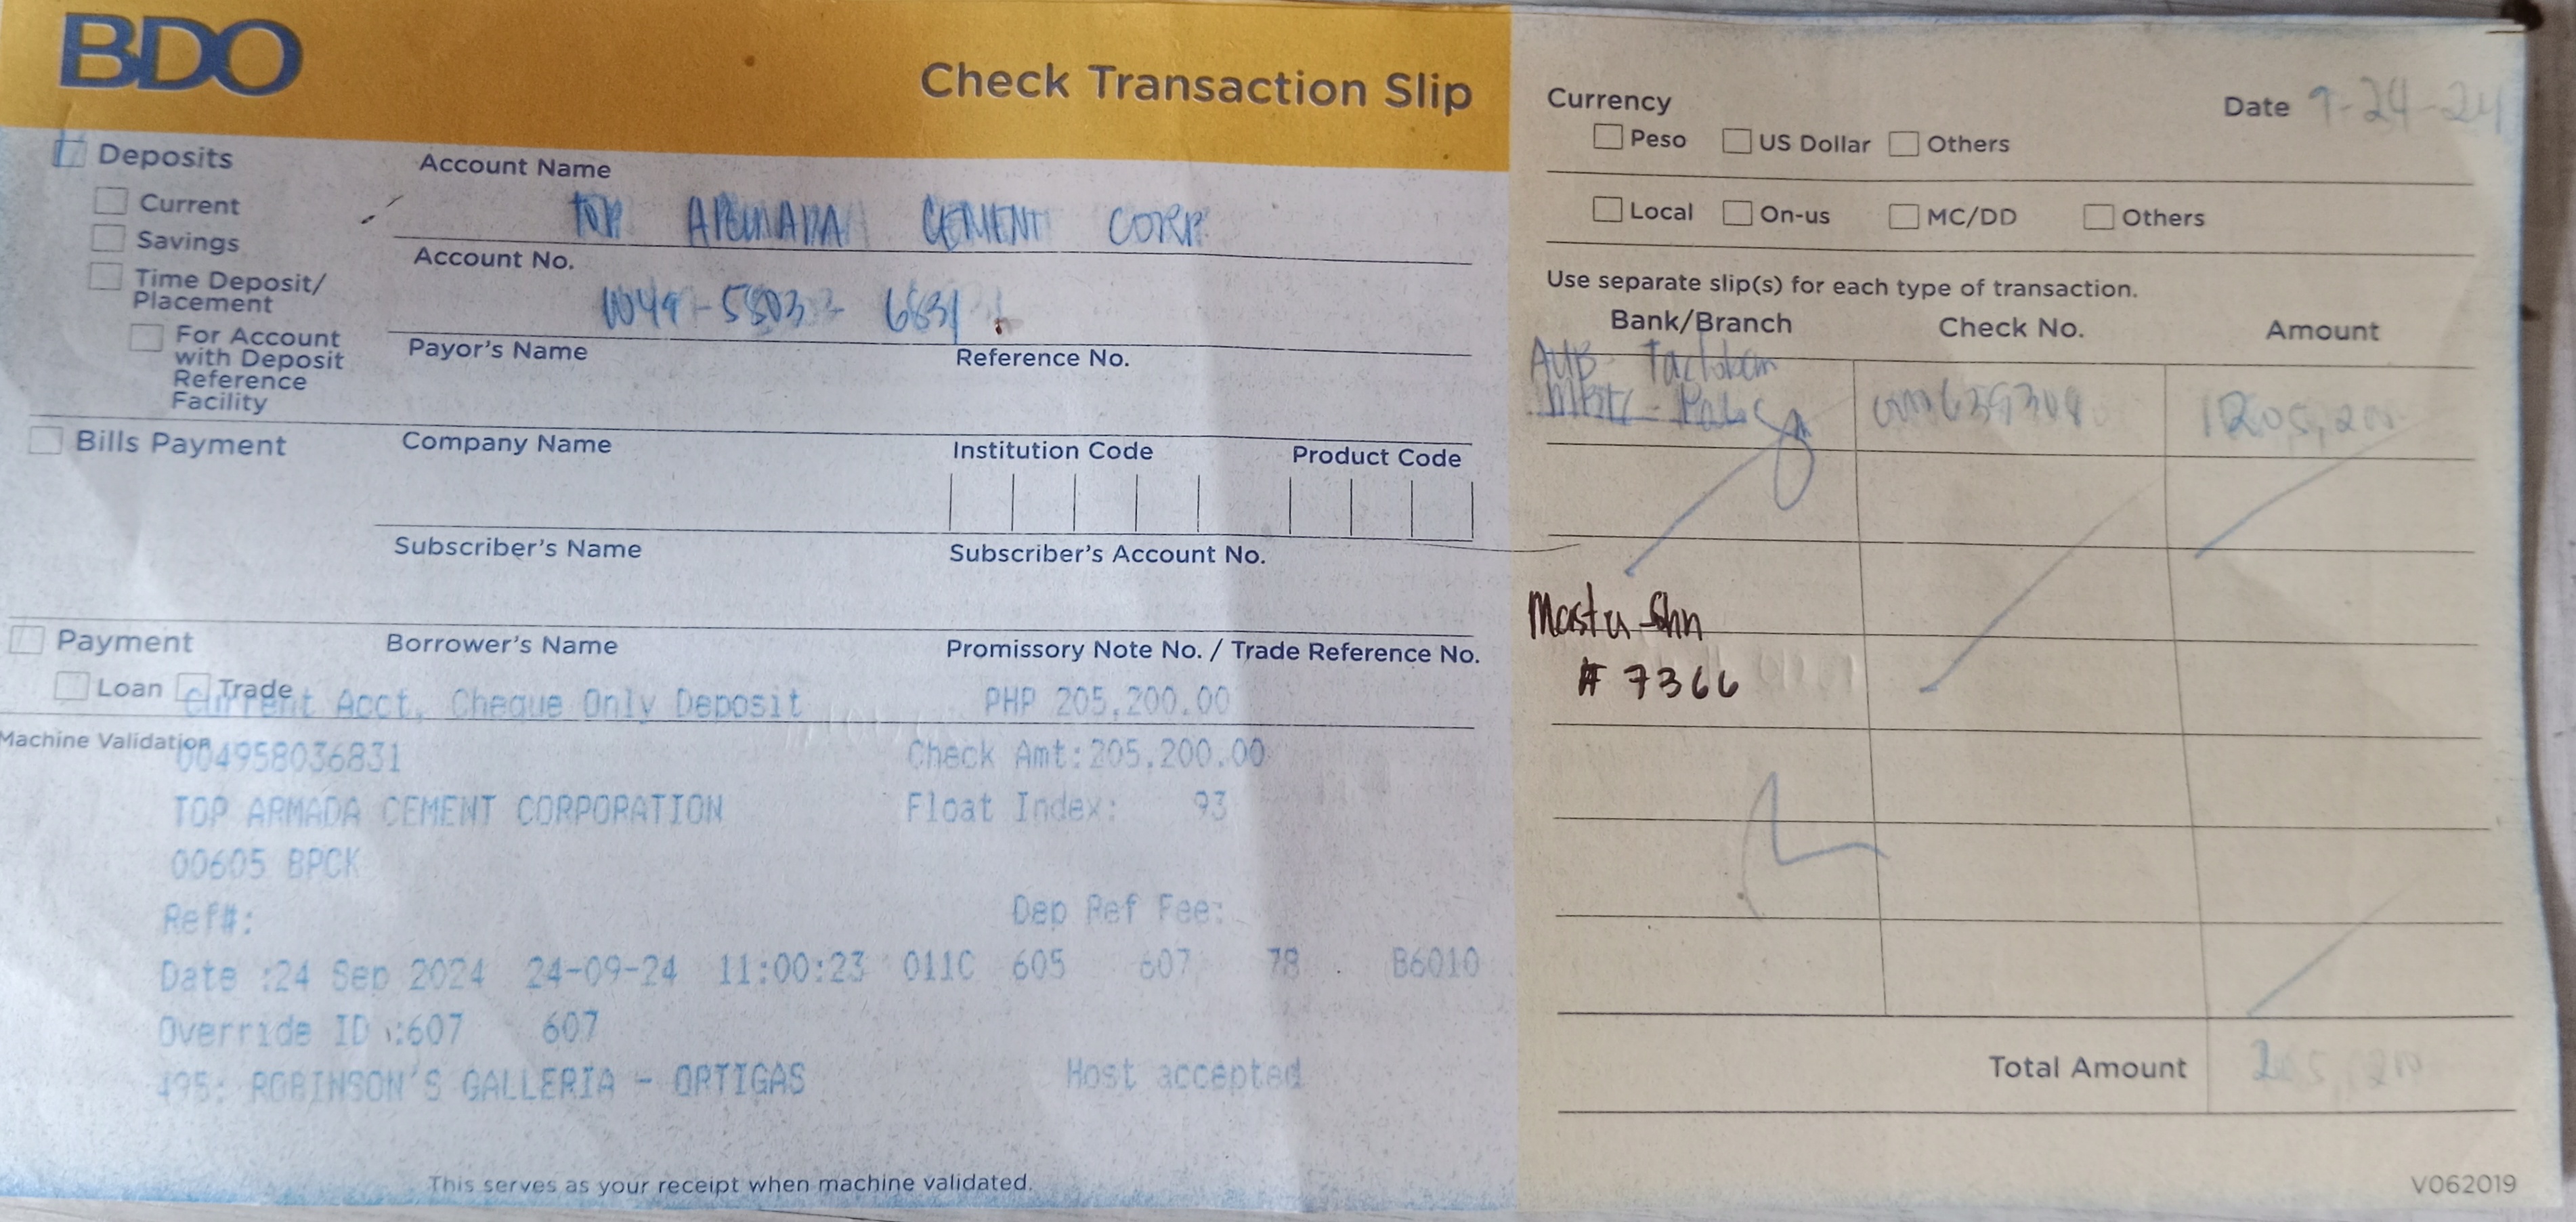 BDO
Check Transaction Slip
Deposits
Current
Savings
Time Deposit/
Placement
For Account
with Deposit
Reference
Facility
Account Name
TOP ARMADA CEMENT CORP
Account No.
Payor's Name Reference No.
Bills Payment
Company Name Institution Code Product Code
Subscriber's Name Subscriber's Account No.
Payment
Loan Trade
Borrower's Name Promissory Note No. / Trade Reference No.
Current Acct, Cheque Only Deposit PHP 205,200.00
Machine Validation
004958036831 Check Amt:205,200.00
TOP ARMADA CEMENT CORPORATION Float Index: 93
00605 BPCK
Ref#: Dep Ref Fee:
Date :24 Sep 2024 24-09-24 11:00:23 011C 605 607 78 B6010
Override ID :607 607
495: ROBINSON'S GALLERIA - ORTIGAS Host accepted
This serves as your receipt when machine validated.
Currency Date 9-24-24
Peso US Dollar Others
Local On-us MC/DD Others
Use separate slip(s) for each type of transaction.
Bank/Branch Check No. Amount
AUB
# 7366
Total Amount
V062019